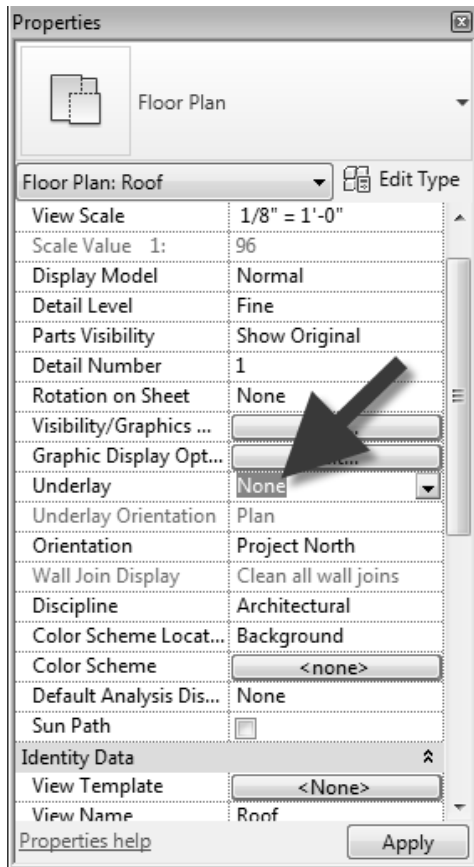 Properties
Floor Plan
Floor Plan: Roof Edit Type
View Scale 1/8" = 1'-0"
Scale Value 1: 96
Display Model Normal
Detail Level Fine
Parts Visibility Show Original
Detail Number 1
Rotation on Sheet None
Visibility/Graphics ...
Graphic Display Opt...
Underlay None
Underlay Orientation Plan
Orientation Project North
Wall Join Display Clean all wall joins
Discipline Architectural
Color Scheme Locat... Background
Color Scheme <none>
Default Analysis Dis... None
Sun Path
Identity Data
View Template <None>
View Name Roof
Properties help Apply